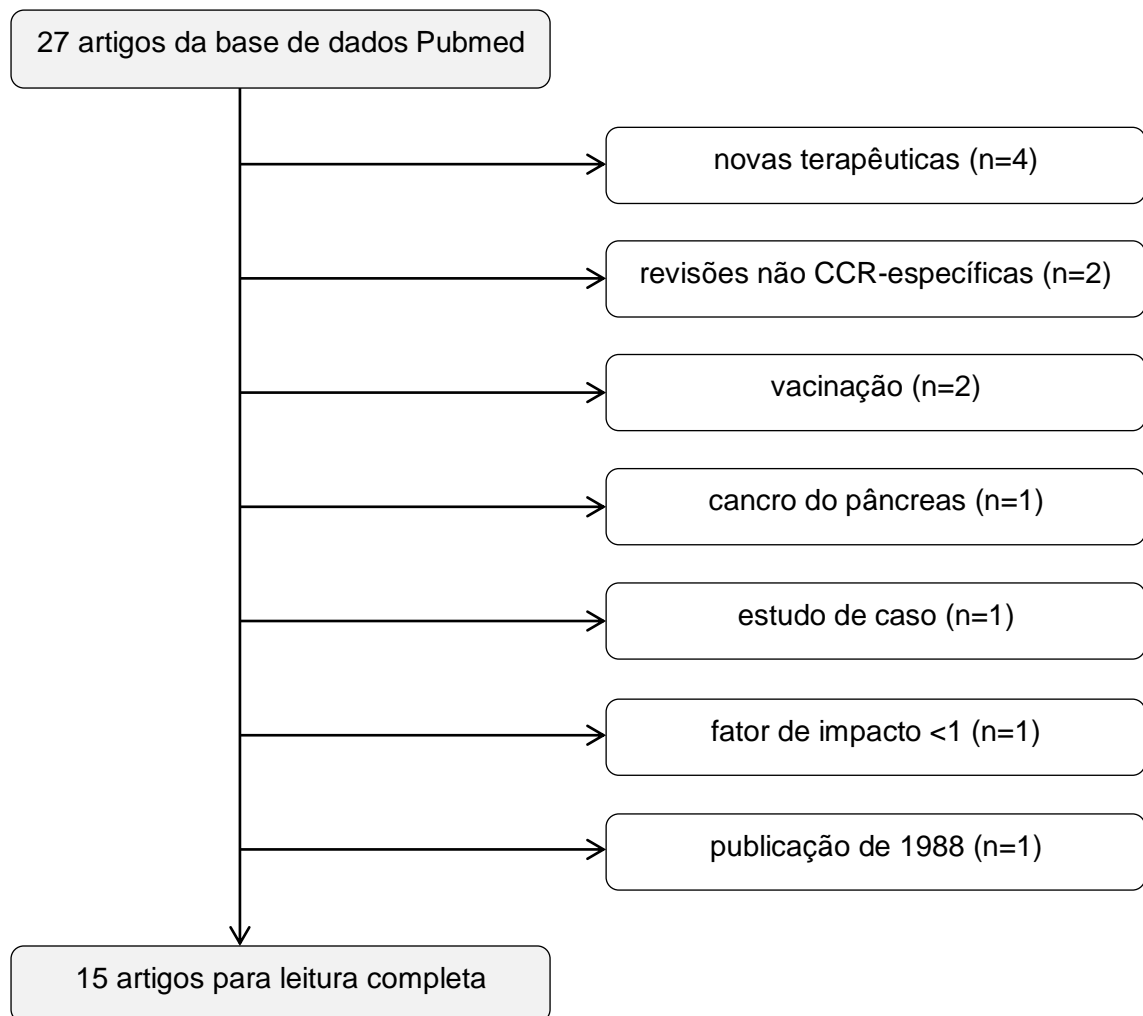 27 artigos da base de dados Pubmed
novas terapêuticas (n=4)
revisões não CCR-específicas (n=2)
vacinação (n=2)
cancro do pâncreas (n=1)
estudo de caso (n=1)
fator de impacto <1 (n=1)
publicação de 1988 (n=1)
15 artigos para leitura completa